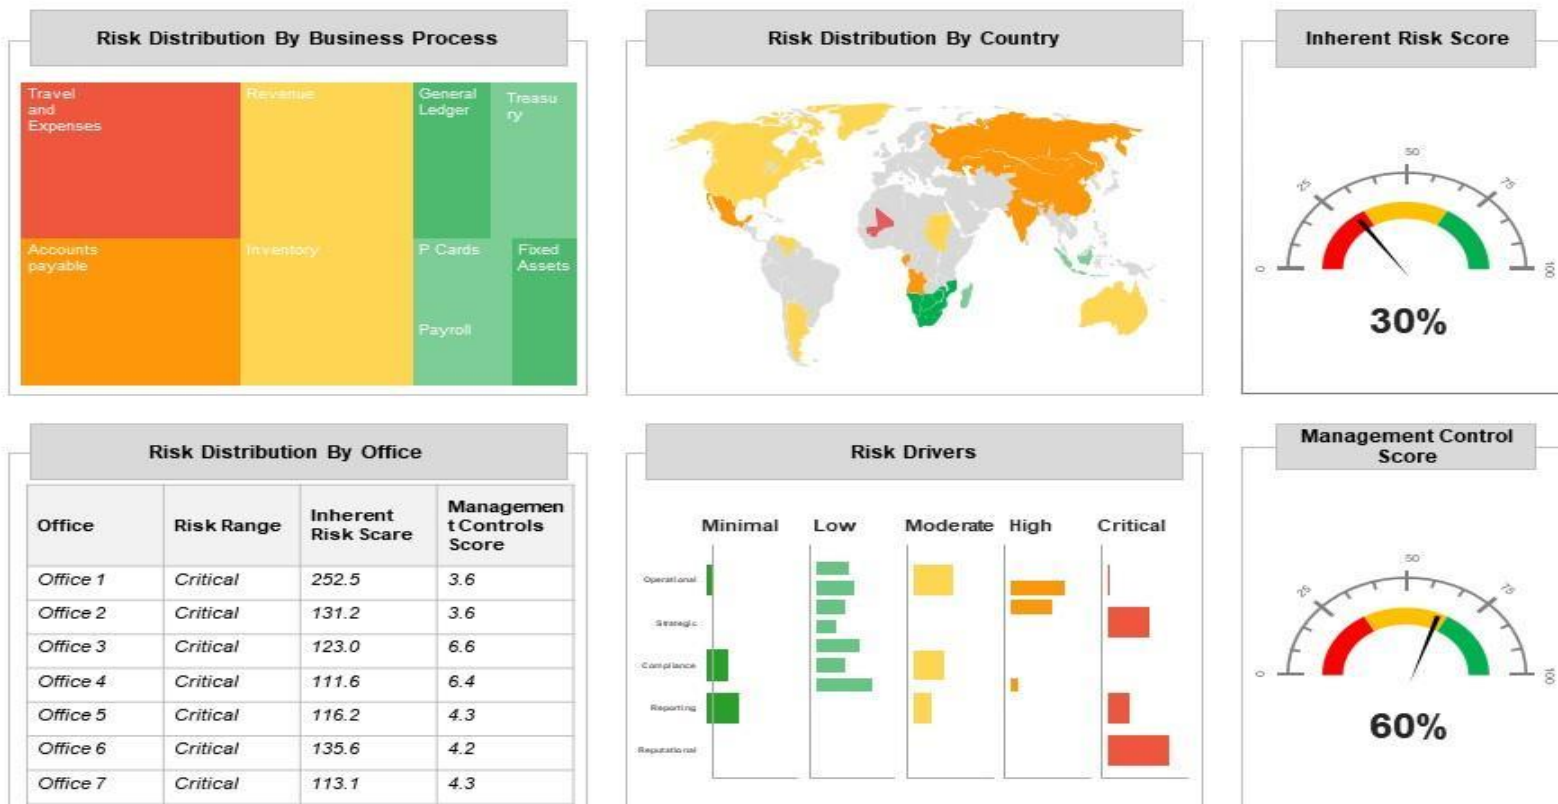 Risk Distribution By Business Process
Travel
and
Expenses
Revenue
General
Ledger
Treasu
ry
Accounts
payable
Inventory
P Cards
Fixed
Assets
Payroll
Risk Distribution By Country
Inherent Risk Score
0
25
50
75
100
30%
Risk Distribution By Office
Office
Risk Range
Inherent
Risk Scare
Managemen
t Controls
Score
Office 1 Critical 252.5 3.6
Office 2 Critical 131.2 3.6
Office 3 Critical 123.0 6.6
Office 4 Critical 111.6 6.4
Office 5 Critical 116.2 4.3
Office 6 Critical 135.6 4.2
Office 7 Critical 113.1 4.3
Risk Drivers
Minimal Low Moderate High Critical
Operational
Strategic
Compliance
Reporting
Reputational
Management Control
Score
0
25
50
75
100
60%